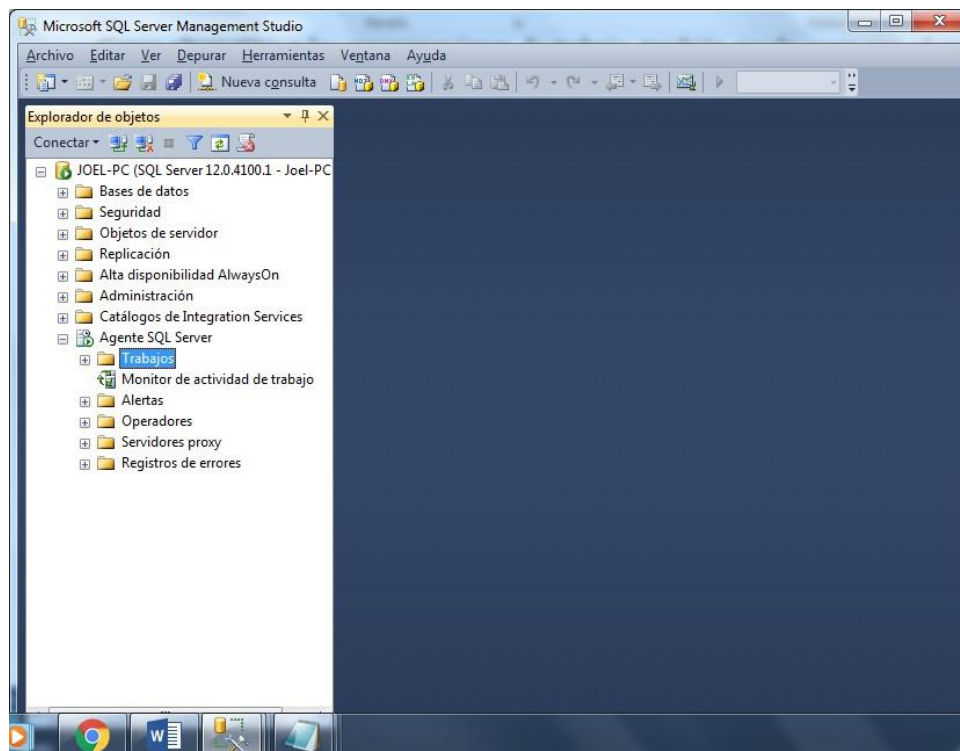 Microsoft SQL Server Management Studio
Archivo Editar Ver Depurar Herramientas Ventana Ayuda
Nueva consulta
Explorador de objetos
Conectar
JOEL-PC (SQL Server 12.0.4100.1 - Joel-PC
Bases de datos
Seguridad
Objetos de servidor
Replicación
Alta disponibilidad AlwaysOn
Administración
Catálogos de Integration Services
Agente SQL Server
Trabajos
Monitor de actividad de trabajo
Alertas
Operadores
Servidores proxy
Registros de errores